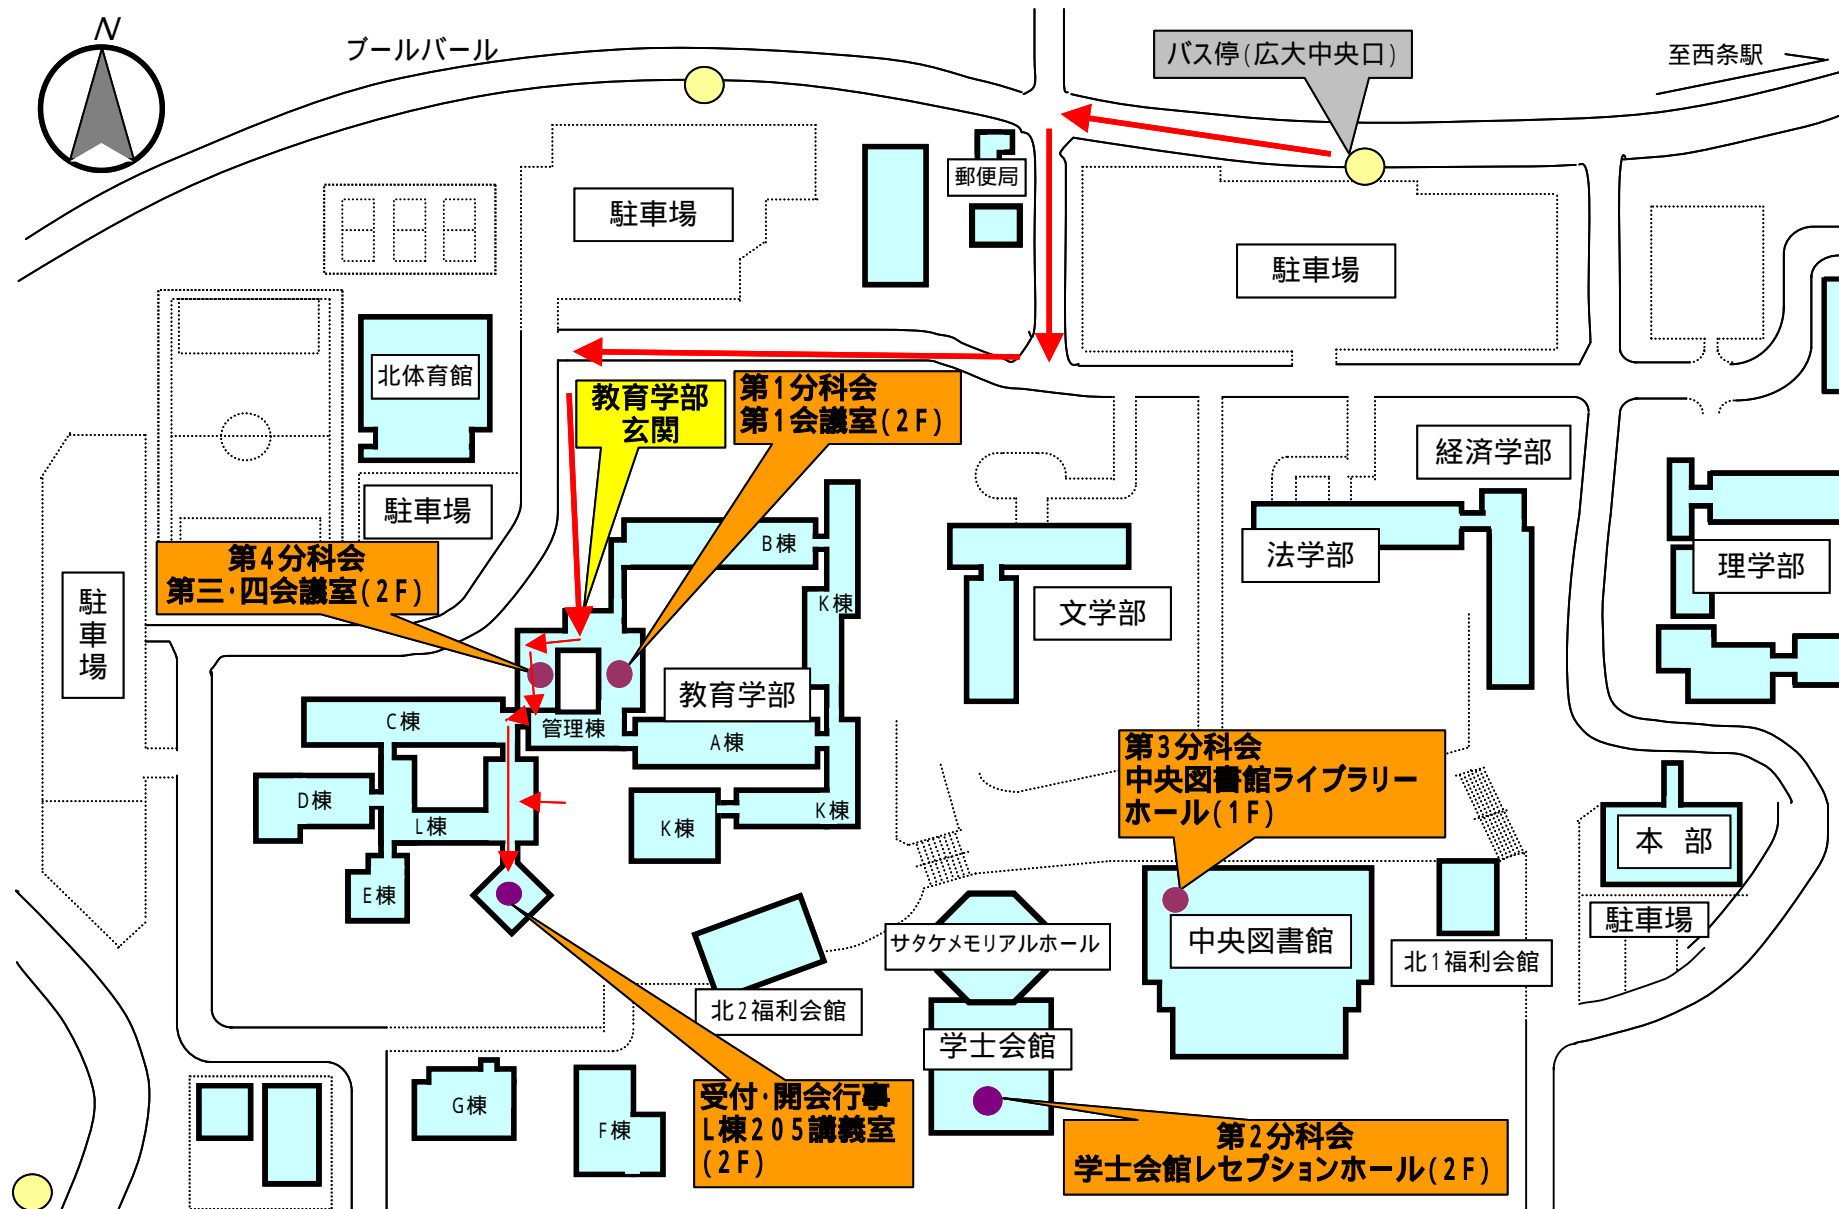 N
ブールバール
バス停(広大中央口)
至西条駅
郵便局
駐車場
駐車場
北体育館
教育学部
玄関
第1分科会
第1会議室(2F)
経済学部
駐車場
B棟
法学部
理学部
第4分科会
第三・四会議室(2F)
駐車場
K棟
文学部
教育学部
C棟
管理棟
A棟
第3分科会
中央図書館ライブラリー
ホール(1F)
D棟
L棟
K棟
K棟
本 部
E棟
駐車場
サタケメモリアルホール
中央図書館
北1福利会館
北2福利会館
学士会館
G棟
F棟
受付・開会行事
L棟205講義室
(2F)
第2分科会
学士会館レセプションホール(2F)